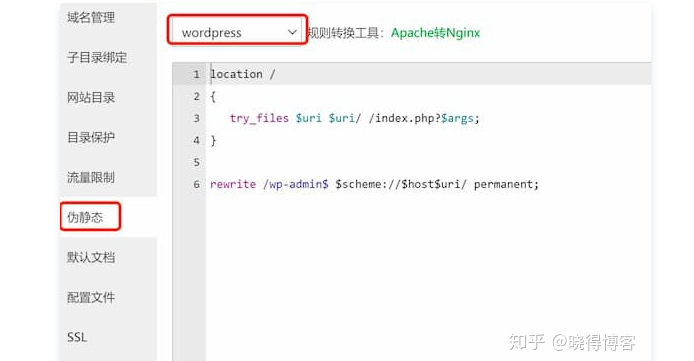 域名管理
子目录绑定
网站目录
目录保护
流量限制
伪静态
默认文档
配置文件
SSL
wordpress 规则转换工具：Apache转Nginx
1 location /
2 {
3 try_files $uri $uri/ /index.php?$args;
4 }
5
6 rewrite /wp-admin$ $scheme://$host$uri/ permanent;
知乎 @晓得博客